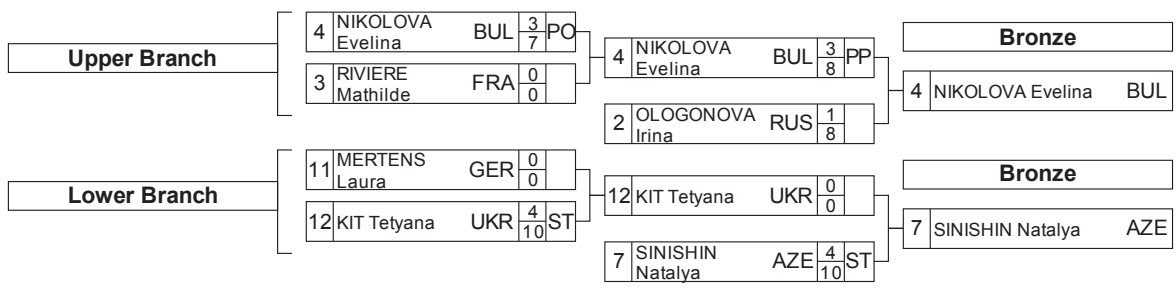 Upper Branch
4 NIKOLOVA Evelina BUL 3 7 PO
3 RIVIERE Mathilde FRA 0 0
4 NIKOLOVA Evelina BUL 3 8 PP
2 OLOGONOVA Irina RUS 1 8
Bronze
4 NIKOLOVA Evelina BUL
Lower Branch
11 MERTENS Laura GER 0 0
12 KIT Tetyana UKR 4 10 ST
12 KIT Tetyana UKR 0 0
7 SINISHIN Natalya AZE 4 10 ST
Bronze
7 SINISHIN Natalya AZE